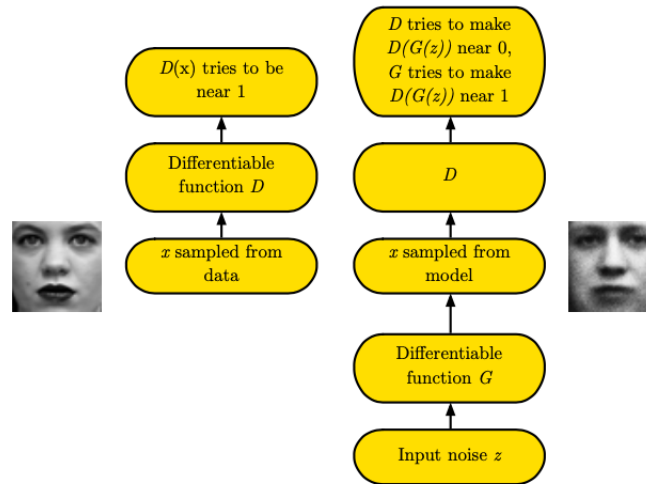 D(x) tries to be
near 1
Differentiable
function D
x sampled from
data
D tries to make
D(G(z)) near 0,
G tries to make
D(G(z)) near 1
D
x sampled from
model
Differentiable
function G
Input noise z